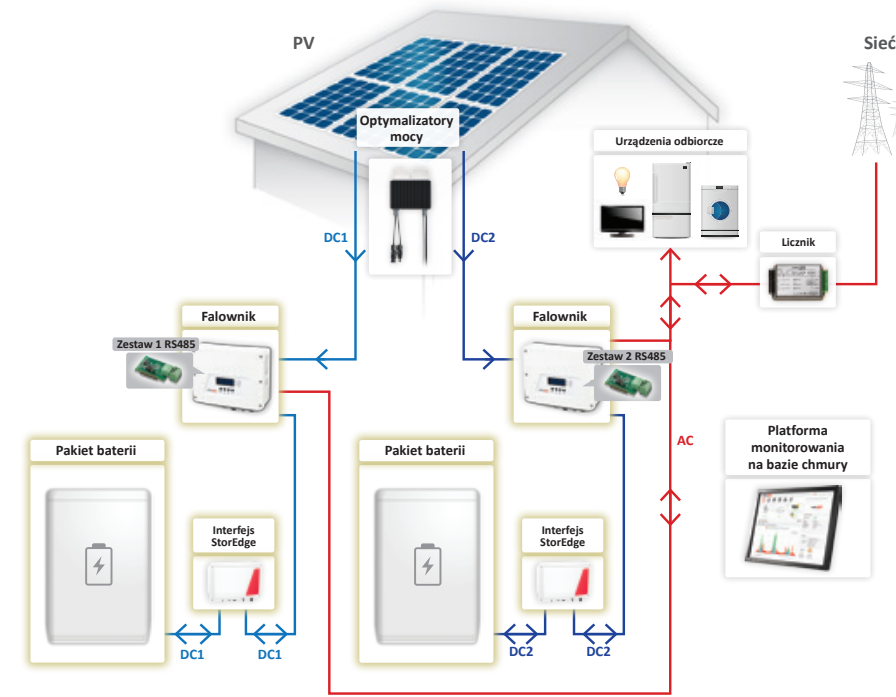 PV
Sieć
Optymalizatory
mocy
Urządzenia odbiorcze
DC1
DC2
Licznik
Falownik
Falownik
Zestaw 1 RS485
Zestaw 2 RS485
Pakiet baterii
Pakiet baterii
AC
Platforma
monitorowania
na bazie chmury
Interfejs
StorEdge
Interfejs
StorEdge
DC1
DC1
DC2
DC2